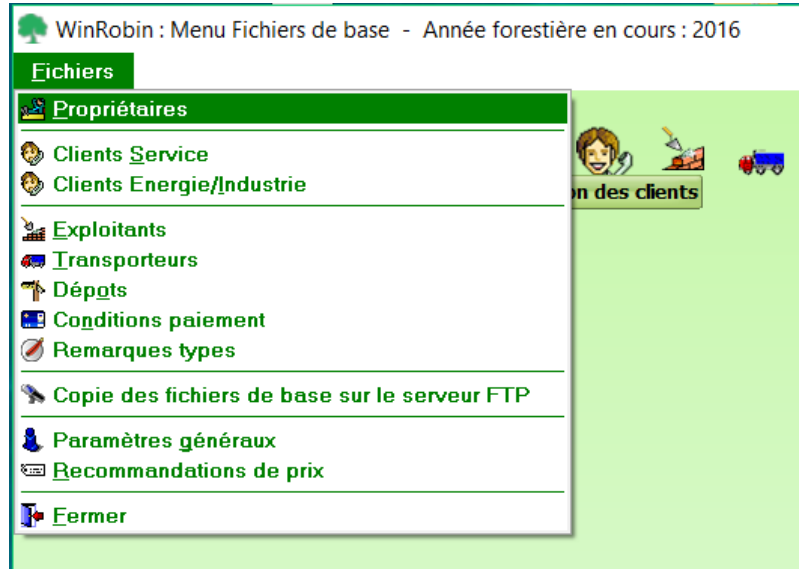 WinRobin : Menu Fichiers de base - Année forestière en cours : 2016
Fichiers
Propriétaires
Clients Service
Clients Energie/Industrie
on des clients
Exploitants
Transporteurs
Dépots
Conditions paiement
Remarques types
Copie des fichiers de base sur le serveur FTP
Paramètres généraux
Recommandations de prix
Fermer